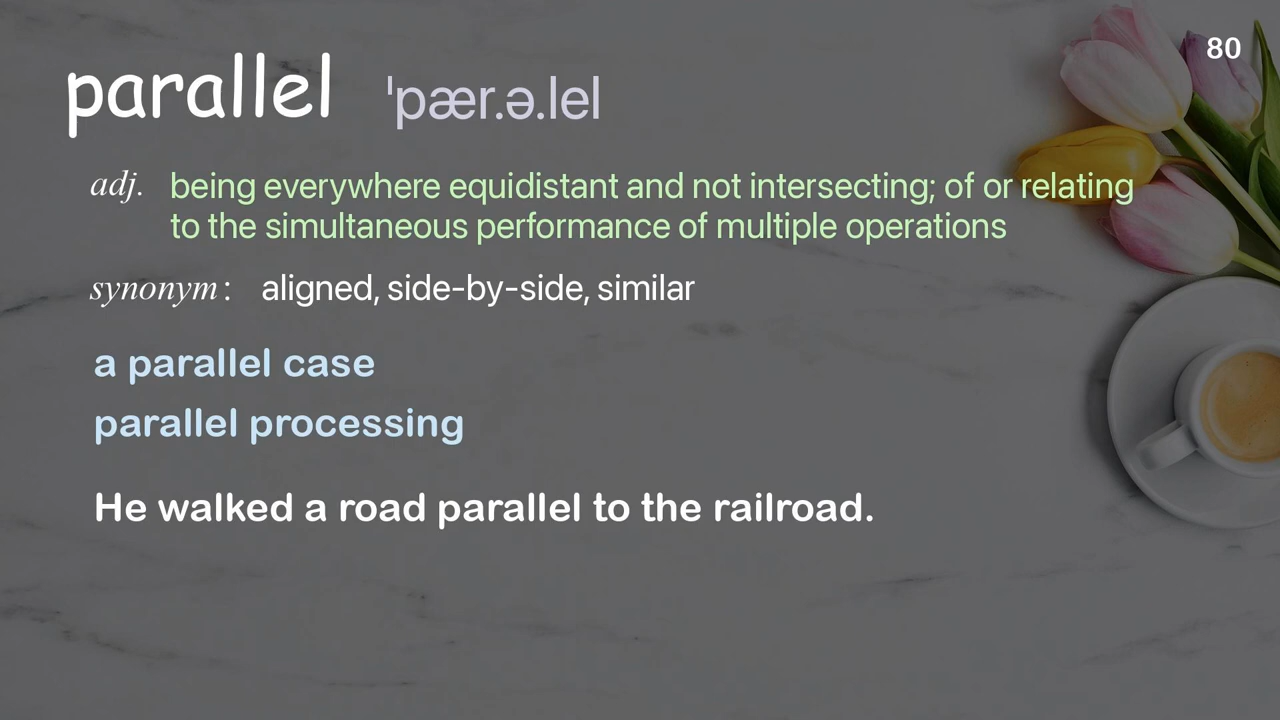 80
parallel ˈpær.ə.lel
adj. being everywhere equidistant and not intersecting; of or relating
to the simultaneous performance of multiple operations
synonym: aligned, side-by-side, similar
a parallel case
parallel processing
He walked a road parallel to the railroad.